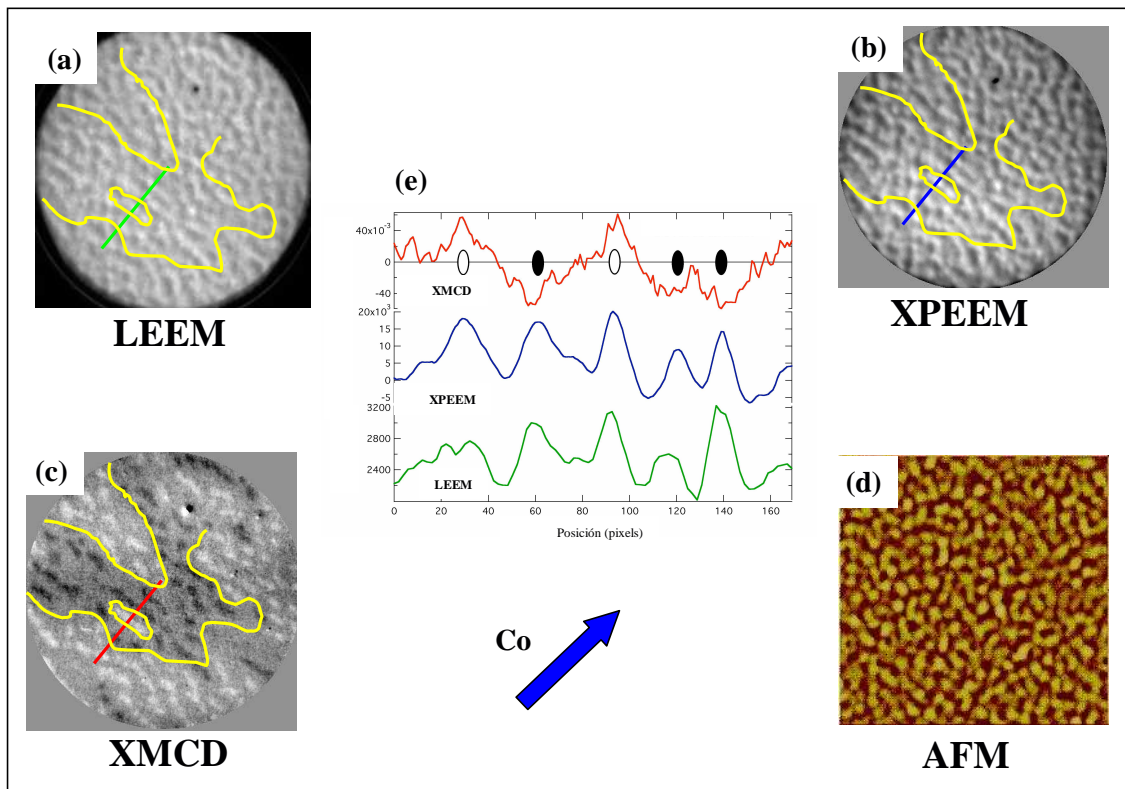 (a)
LEEM
(b)
XPEEM
(e)
40x10⁻³
0
-40
XMCD
20x10⁻³
15
10
5
0
-5
XPEEM
3200
2800
2400
LEEM
0 20 40 60 80 100 120 140 160
Posición (pixels)
(c)
XMCD
Co
(d)
AFM